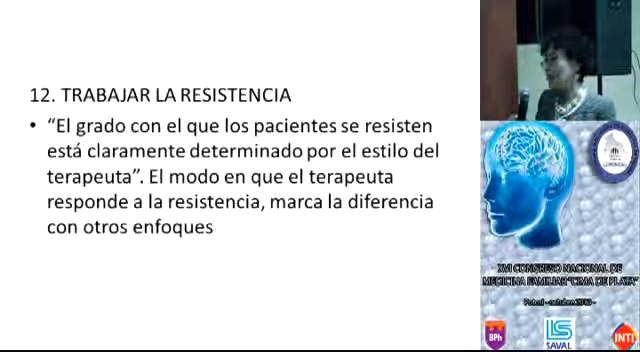 12. TRABAJAR LA RESISTENCIA
• “El grado con el que los pacientes se resisten
está claramente determinado por el estilo del
terapeuta”. El modo en que el terapeuta
responde a la resistencia, marca la diferencia
con otros enfoques
XVI CONGRESO NACIONAL DE
MEDICINA FAMILIAR "CIMA DE PLATA"
BPh
SAVAL
INTI